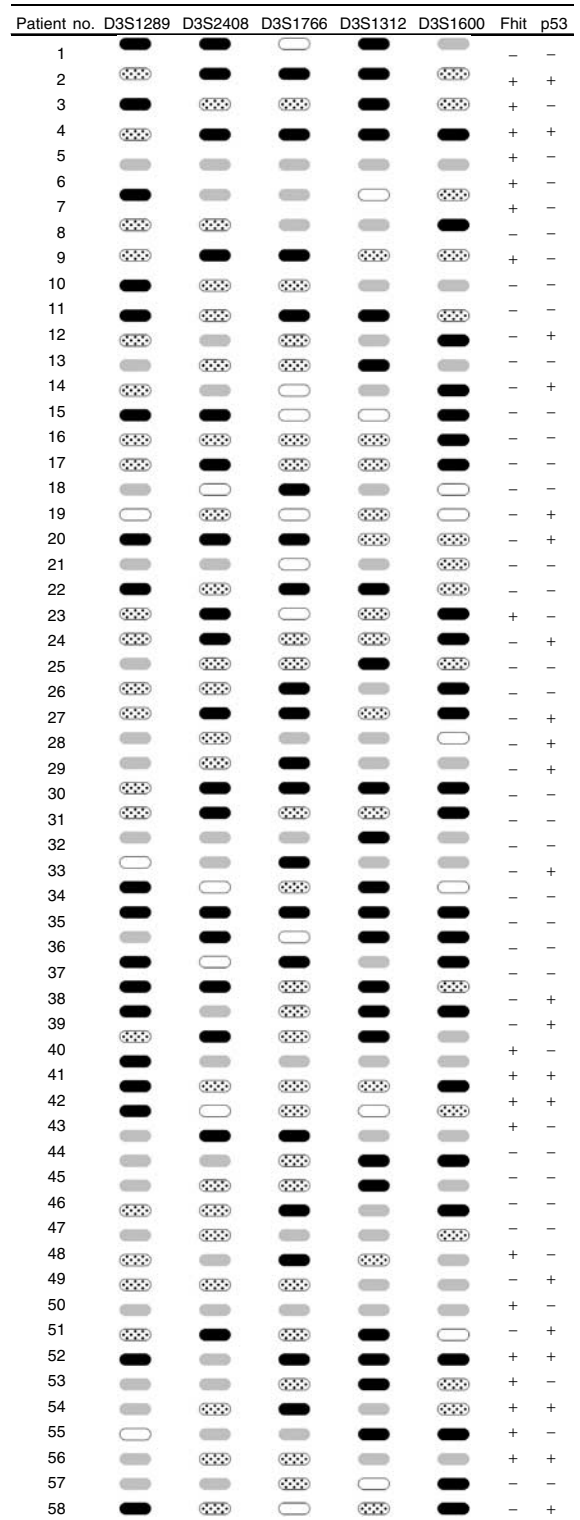 Patient no. D3S1289 D3S2408 D3S1766 D3S1312 D3S1600 Fhit p53
1 – –
2 + +
3 + –
4 + +
5 + –
6 + –
7 + –
8 – –
9 + –
10 – –
11 – –
12 – +
13 – –
14 – +
15 – –
16 – –
17 – –
18 – –
19 – +
20 – +
21 – –
22 – –
23 + –
24 – +
25 – –
26 – –
27 – +
28 – +
29 – +
30 – –
31 – –
32 – –
33 – +
34 – –
35 – –
36 – –
37 – –
38 – +
39 – +
40 + –
41 + +
42 + +
43 + –
44 – –
45 – –
46 – –
47 – –
48 + –
49 – +
50 + –
51 – +
52 + +
53 + –
54 + +
55 + –
56 + +
57 – –
58 – +